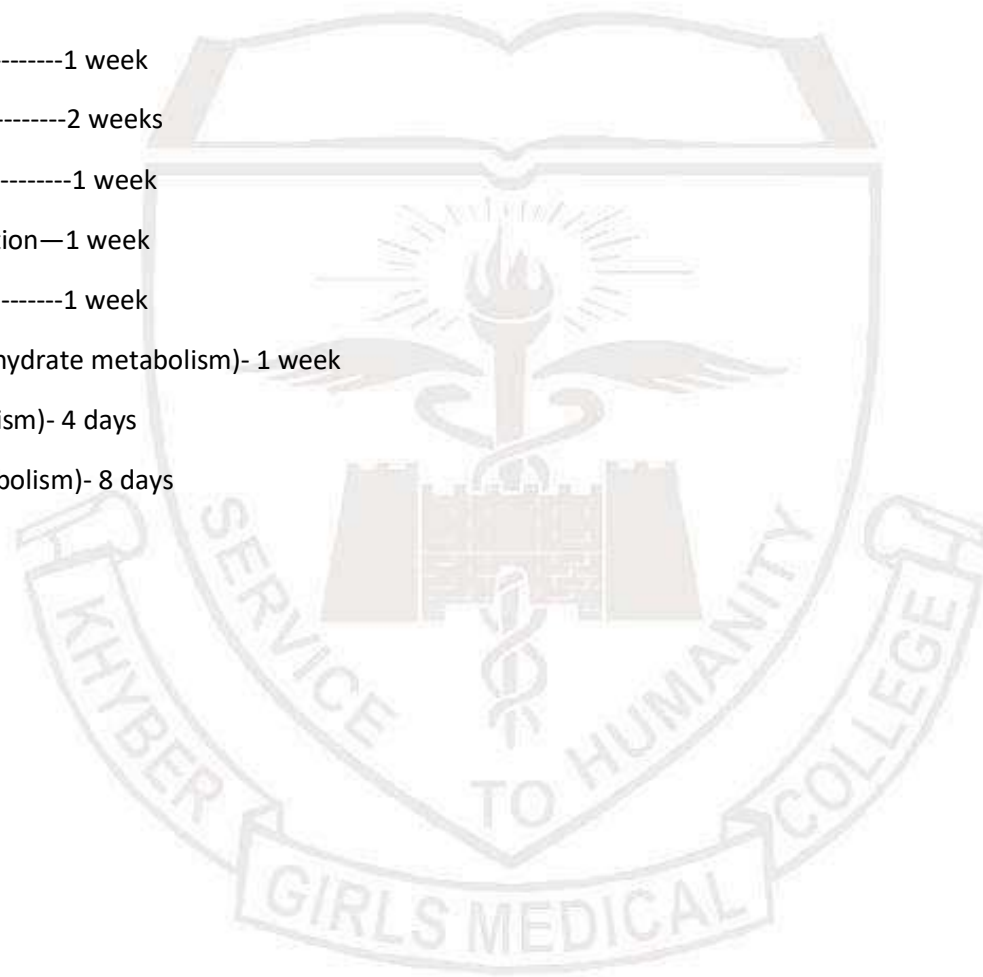 --------1 week
---------2 weeks
---------1 week
tion—1 week
--------1 week
hydrate metabolism)- 1 week
ism)- 4 days
bolism)- 8 days
SERVICE TO HUMANITY
KHYBER GIRLS MEDICAL COLLEGE